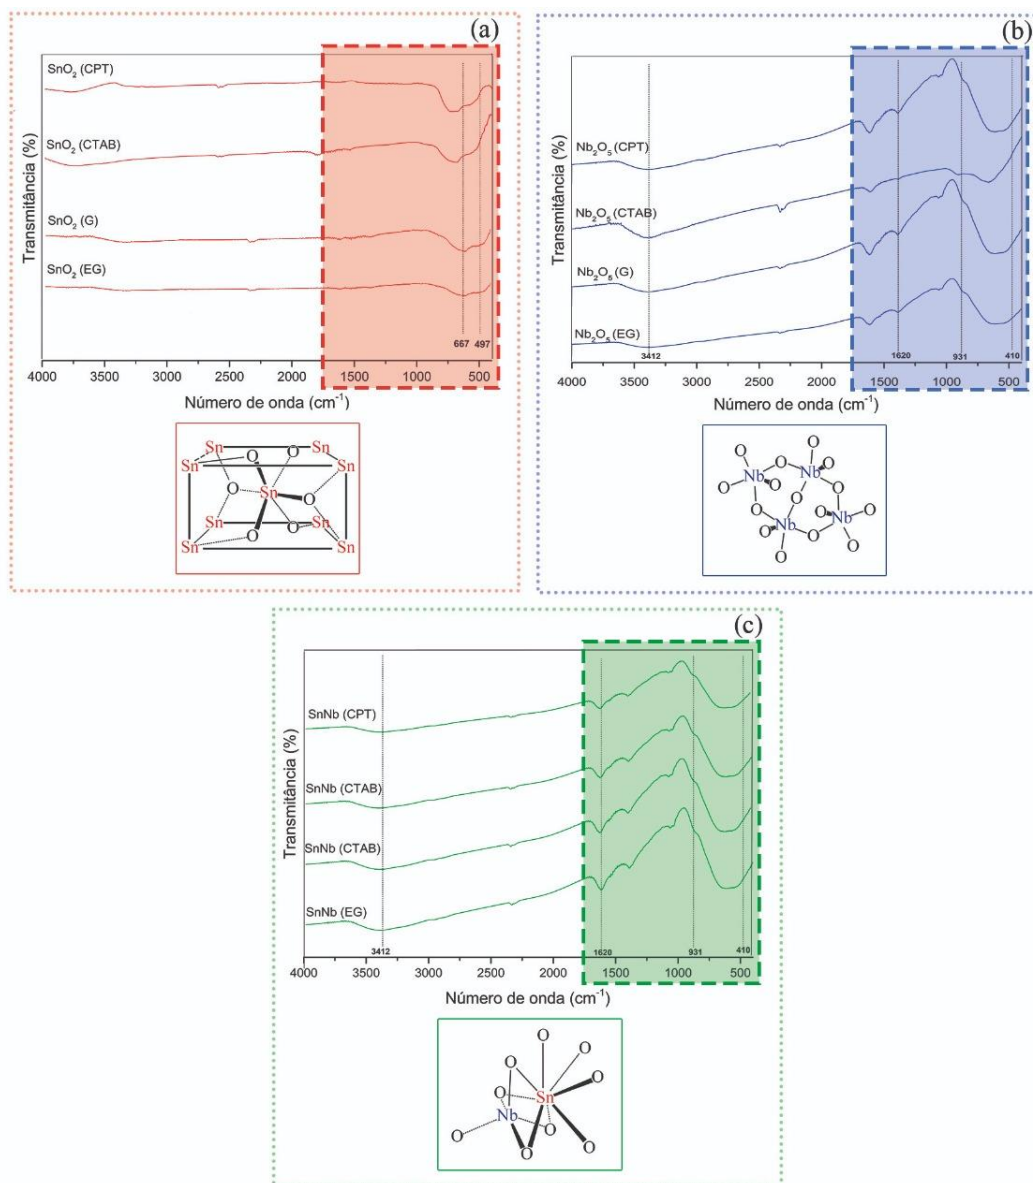 (a)
SnO₂ (CPT)
SnO₂ (CTAB)
SnO₂ (G)
SnO₂ (EG)
Transmitância (%)
667 497
4000 3500 3000 2500 2000 1500 1000 500
Número de onda (cm⁻¹)
Sn Sn
Sn O O Sn
O Sn O
Sn O O Sn
Sn Sn
(b)
Nb₂O₅ (CPT)
Nb₂O₅ (CTAB)
Nb₂O₅ (G)
Nb₂O₅ (EG)
Transmitância (%)
3412 1620 931 410
4000 3500 3000 2500 2000 1500 1000 500
Número de onda (cm⁻¹)
O O O
O Nb O Nb O
O O O
O O Nb Nb O
O O O
(c)
SnNb (CPT)
SnNb (CTAB)
SnNb (CTAB)
SnNb (EG)
Transmitância (%)
3412 1620 931 410
4000 3500 3000 2500 2000 1500 1000 500
Número de onda (cm⁻¹)
O O
O O
O Sn
Nb O
O O O